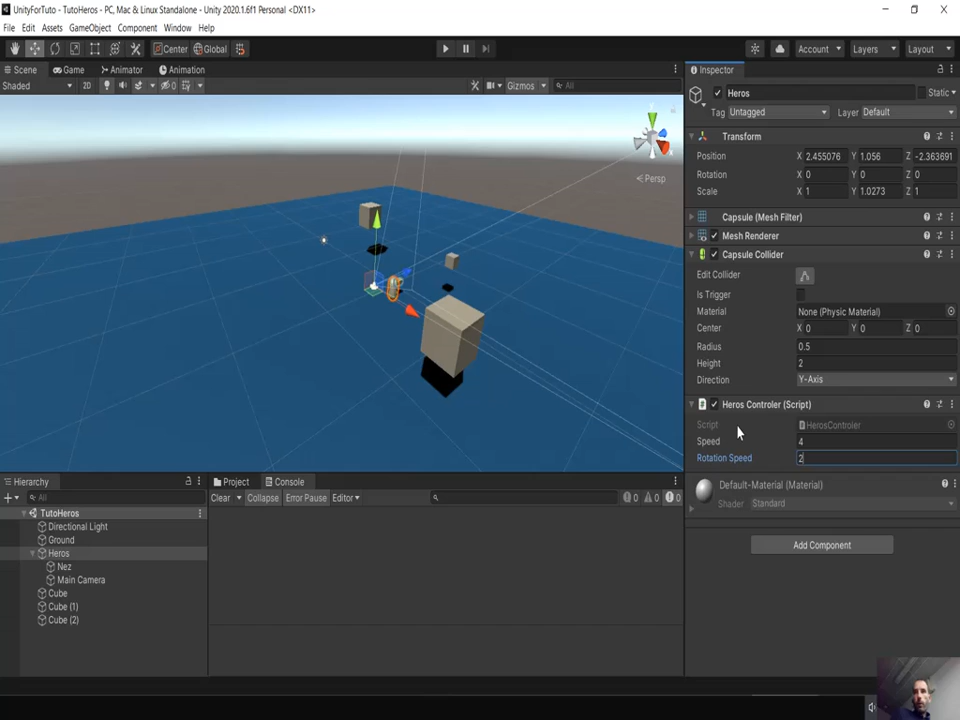 UnityForTuto - TutoHeros - PC, Mac & Linux Standalone - Unity 2020.1.6f1 Personal <DX11>
File Edit Assets GameObject Component Window Help
Center Global Account Layers Layout
Scene Game Animator Animation
Shaded 2D Gizmos All
y
Persp
Inspector
Heros Static
Tag Untagged Layer Default
Transform
Position X 2.455076 Y 1.056 Z -2.363691
Rotation X 0 Y 0 Z 0
Scale X 1 Y 1.0273 Z 1
Capsule (Mesh Filter)
Mesh Renderer
Capsule Collider
Edit Collider
Is Trigger
Material None (Physic Material)
Center X 0 Y 0 Z 0
Radius 0.5
Height 2
Direction Y-Axis
Heros Controler (Script)
Script HerosControler
Speed 4
Rotation Speed 2
Default-Material (Material)
Shader Standard
Add Component
Hierarchy
All
TutoHeros
Directional Light
Ground
Heros
Nez
Main Camera
Cube
Cube (1)
Cube (2)
Project Console
Clear Collapse Error Pause Editor 0 0 0